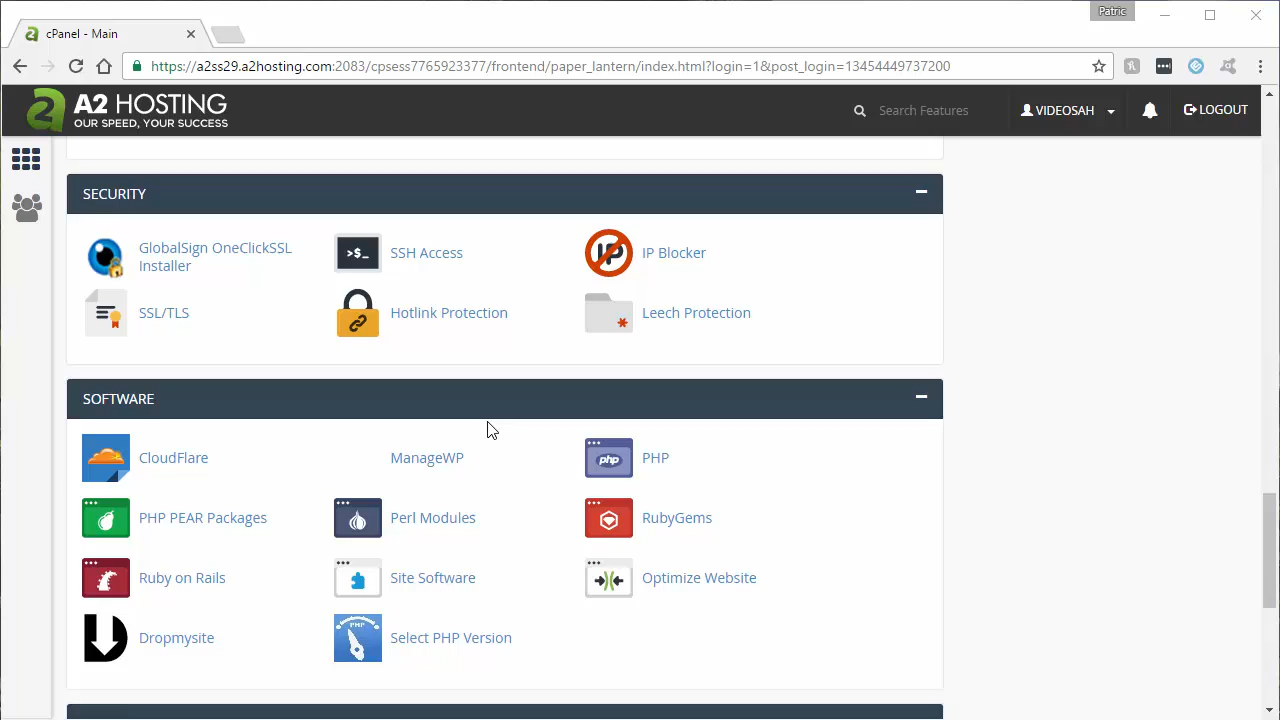 Patric
cPanel - Main
https://a2ss29.a2hosting.com:2083/cpsess7765923377/frontend/paper_lantern/index.html?login=1&post_login=13454449737200
A2 HOSTING
OUR SPEED, YOUR SUCCESS
Search Features
VIDEOSAH
LOGOUT
SECURITY
GlobalSign OneClickSSL
Installer
>$_
SSH Access
IP
IP Blocker
SSL/TLS
Hotlink Protection
Leech Protection
SOFTWARE
CloudFlare
ManageWP
php
PHP
PHP PEAR Packages
Perl Modules
RubyGems
Ruby on Rails
Site Software
Optimize Website
Dropmysite
PHP
Select PHP Version